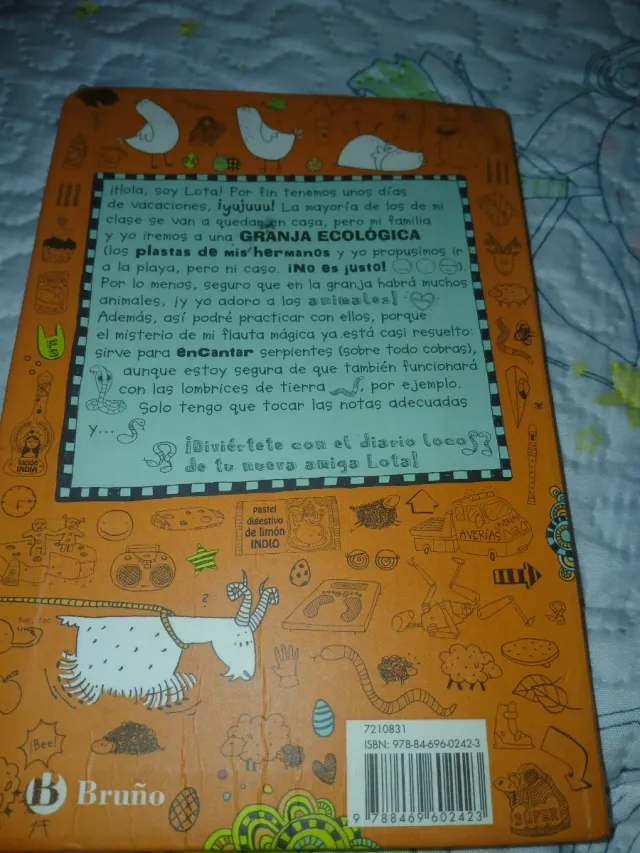 ¡Hola, soy Lota! Por fin tenemos unos días
de vacaciones, ¡yujuuu! La mayoría de los de mi
clase se van a quedar en casa, pero mi familia
y yo iremos a una GRANJA ECOLÓGICA
(los plastas de mis hermanos y yo propusimos ir
a la playa, pero ni caso. ¡No es justo! ).
Por lo menos, seguro que en la granja habrá muchos
animales, ¡y yo adoro a los animales!
Además, así podré practicar con ellos, porque
el misterio de mi flauta mágica ya está casi resuelto:
sirve para enCantar serpientes (sobre todo cobras),
aunque estoy segura de que también funcionará
con las lombrices de tierra , por ejemplo.
Solo tengo que tocar las notas adecuadas
y...
¡Diviértete con el diario loco
de tu nueva amiga Lota!
INDIA
pastel
digestivo
de limón
INDIO
AVERÍAS
?
TOC, TOC
¡Bee!
7210831
ISBN: 978-84-696-0242-3
9 788469 602423
Bruño
SÚPER